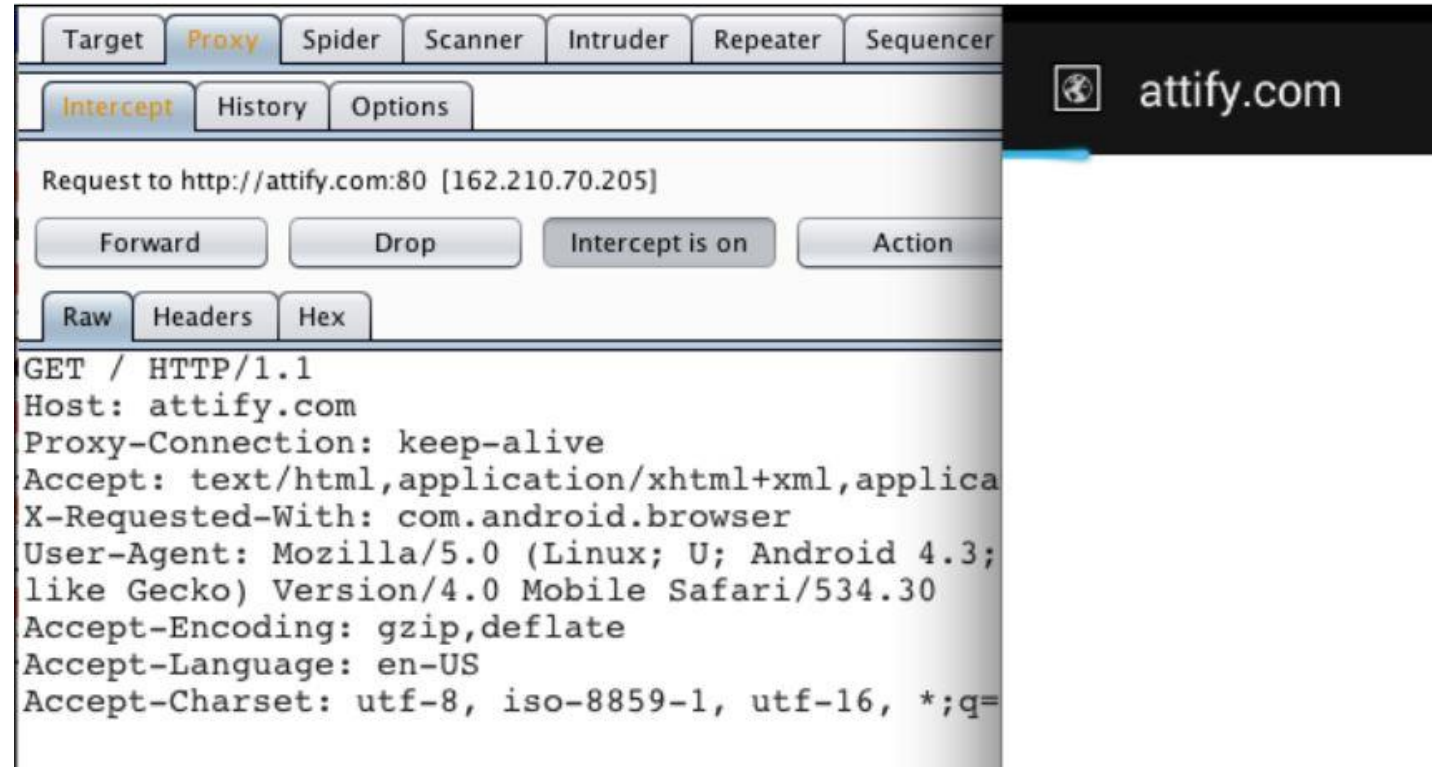 Target Proxy Spider Scanner Intruder Repeater Sequencer
Intercept History Options
Request to http://attify.com:80 [162.210.70.205]
Forward Drop Intercept is on Action
Raw Headers Hex
GET / HTTP/1.1
Host: attify.com
Proxy-Connection: keep-alive
Accept: text/html,application/xhtml+xml,applica
X-Requested-With: com.android.browser
User-Agent: Mozilla/5.0 (Linux; U; Android 4.3;
like Gecko) Version/4.0 Mobile Safari/534.30
Accept-Encoding: gzip,deflate
Accept-Language: en-US
Accept-Charset: utf-8, iso-8859-1, utf-16, *;q=
attify.com